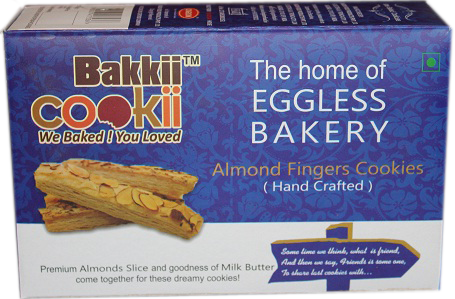 Bakkii™
cookii
We Baked ! You Loved
The home of
EGGLESS
BAKERY
Almond Fingers Cookies
( Hand Crafted )
Premium Almonds Slice and goodness of Milk Butter
come together for these dreamy cookies!
Some time we think, what is friend,
And then we say, Friends is some one,
To share last cookies with...